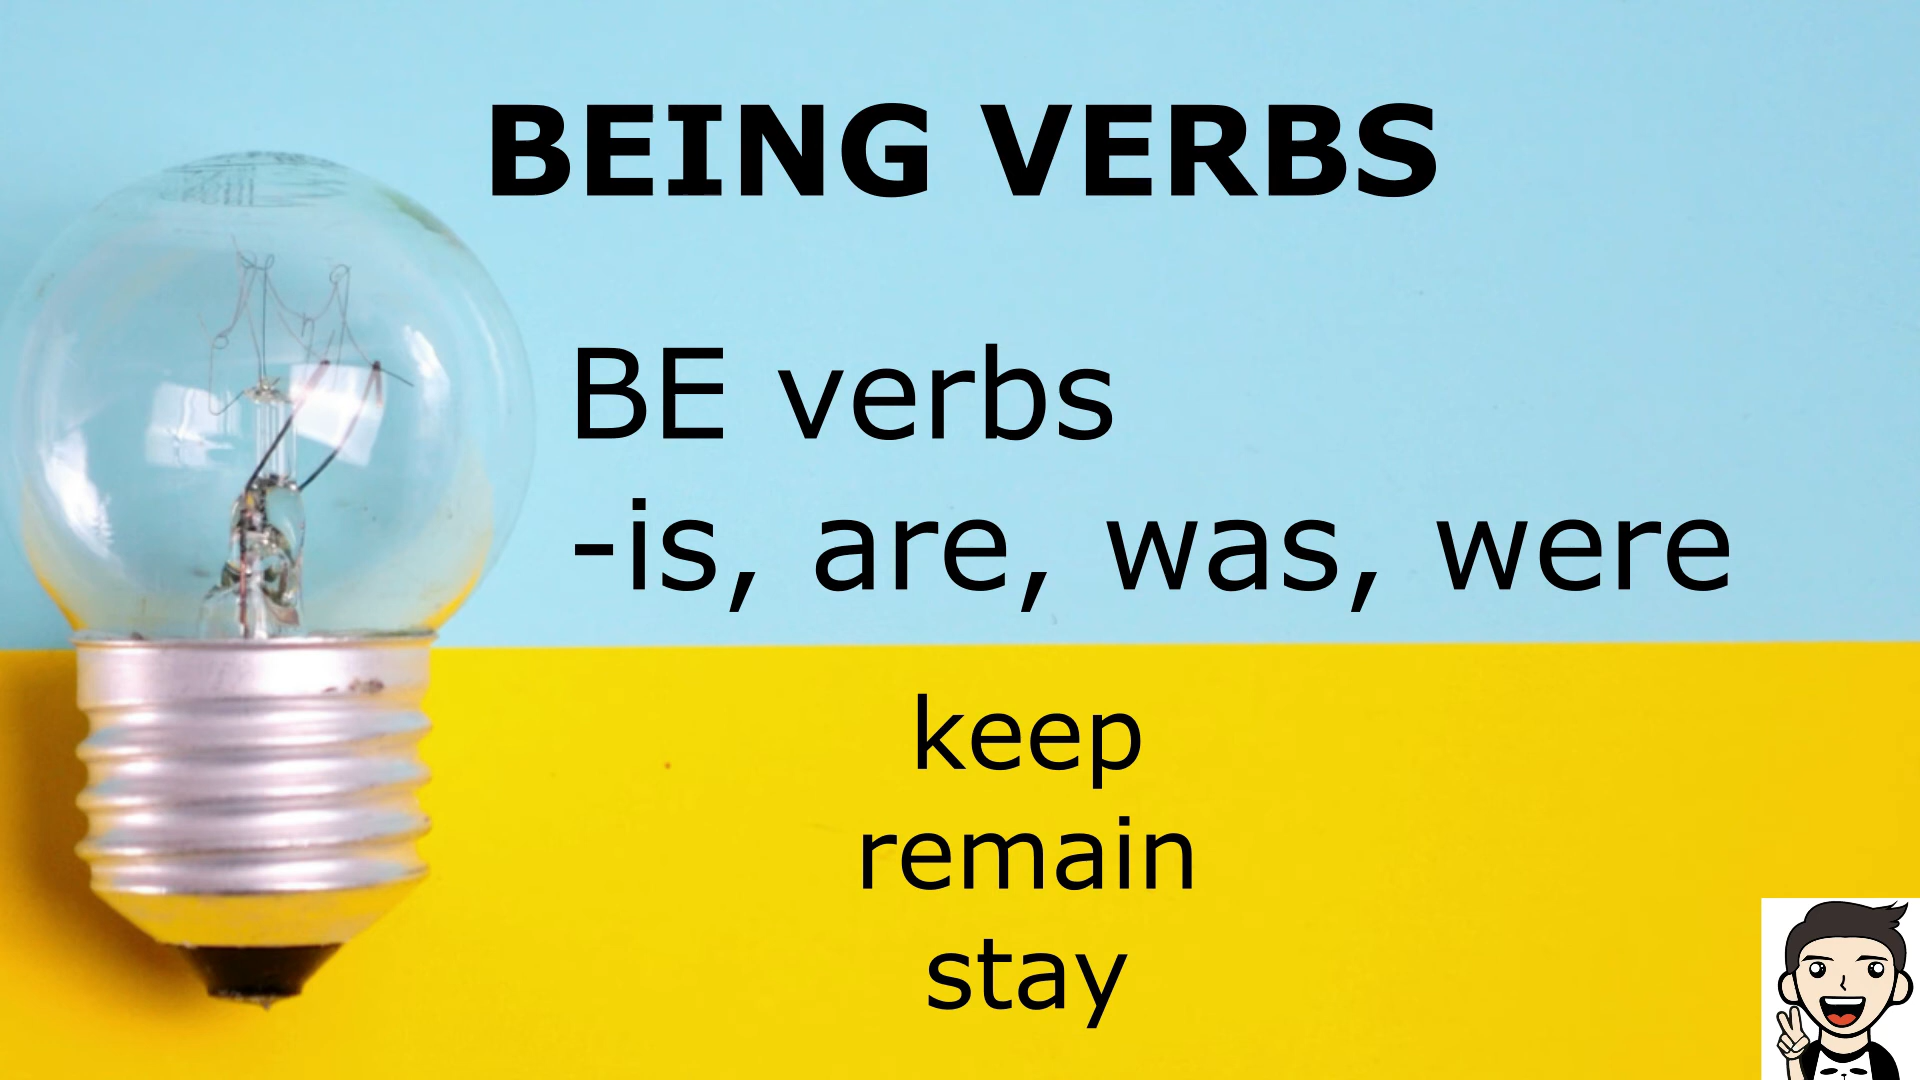 BEING VERBS
BE verbs
-is, are, was, were
keep
remain
stay